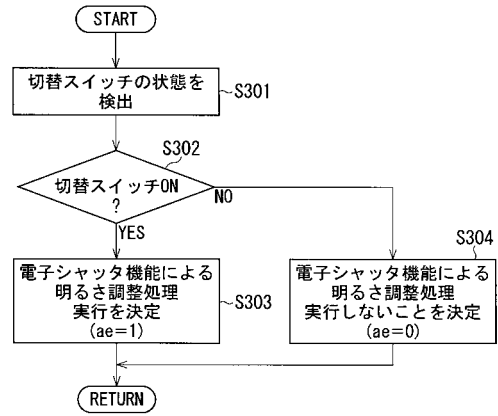 START
切替スイッチの状態を
検出
S301
S302
切替スイッチON
?
NO
YES
電子シャッタ機能による
明るさ調整処理
実行を決定
(ae=1)
S303
S304
電子シャッタ機能による
明るさ調整処理
実行しないことを決定
(ae=0)
RETURN